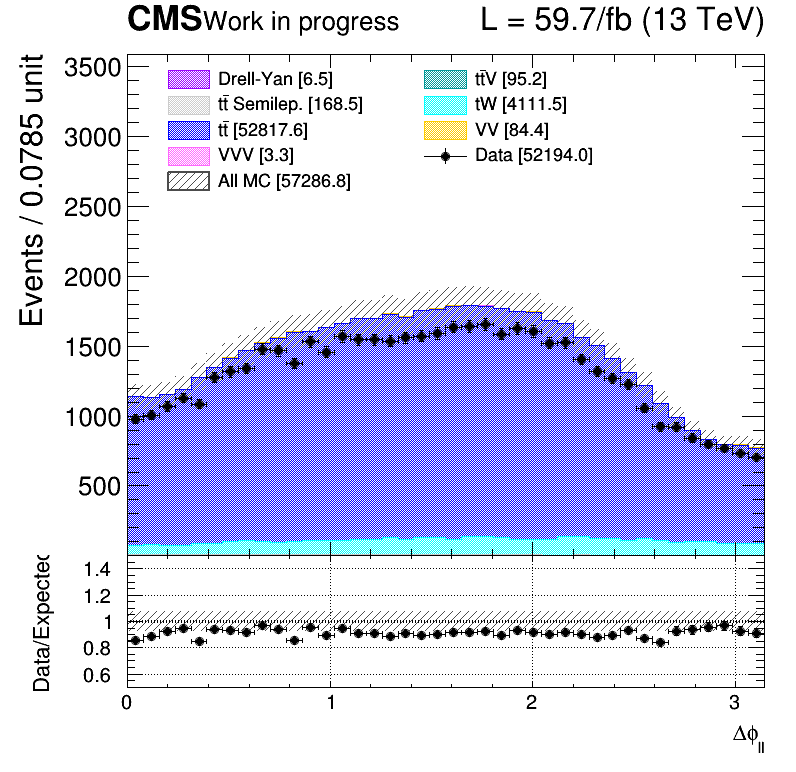 CMS Work in progress L = 59.7/fb (13 TeV)
Events / 0.0785 unit
3500
3000
2500
2000
1500
1000
500
Drell-Yan [6.5]
tt̄ Semilep. [168.5]
tt̄ [52817.6]
VVV [3.3]
All MC [57286.8]
tt̄V [95.2]
tW [4111.5]
VV [84.4]
Data [52194.0]
Data/Expected
1.4
1.2
1
0.8
0.6
0 1 2 3
Δϕ_ll